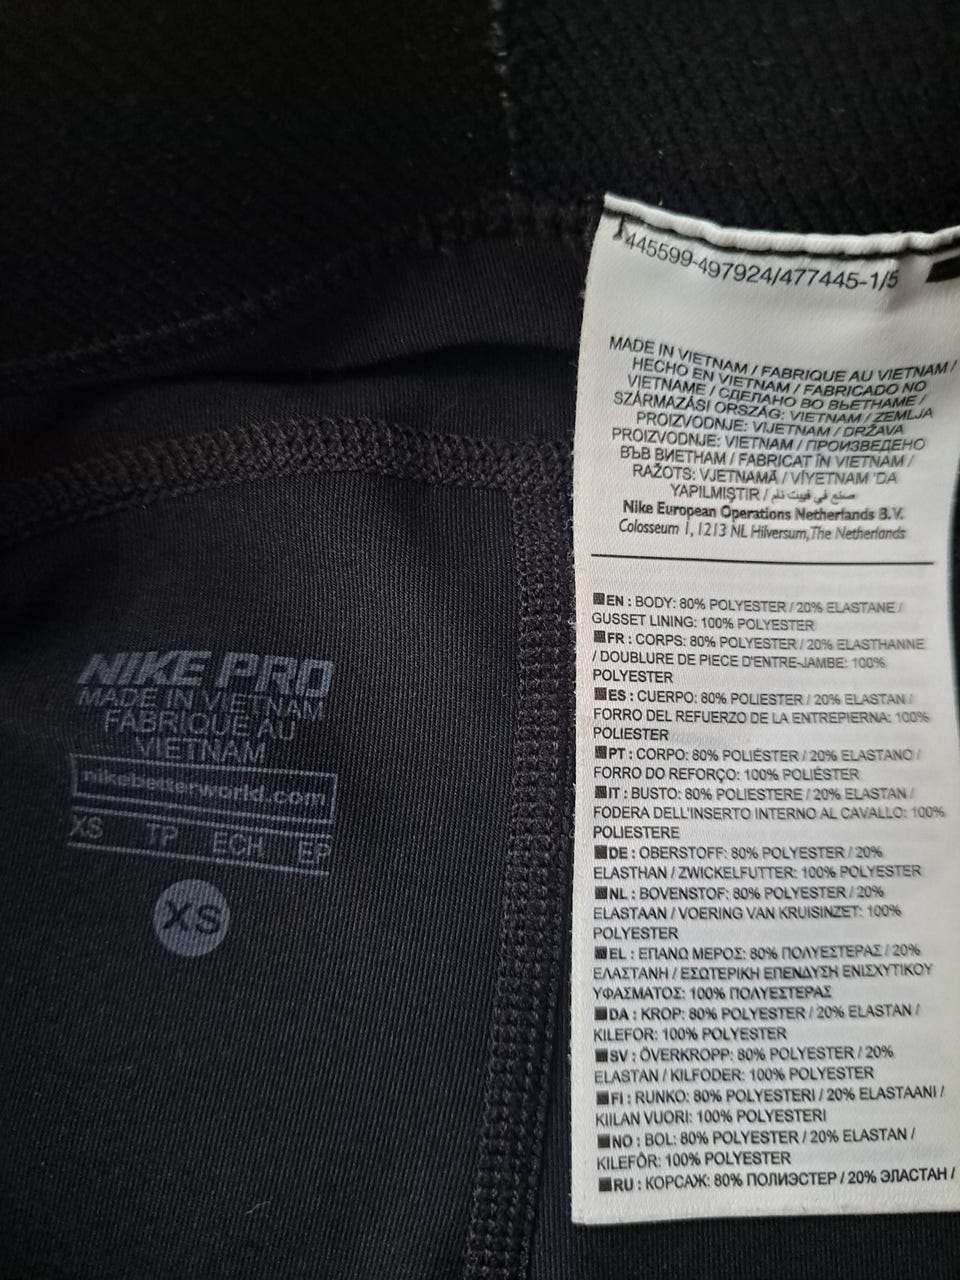 NIKE PRO
MADE IN VIETNAM
FABRIQUE AU
VIETNAM
nikebetterworld.com
XS TP ECH EP
XS
445599-497924/477445-1/5
MADE IN VIETNAM / FABRIQUE AU VIETNAM /
HECHO EN VIETNAM / FABRICADO NO
VIETNAME / СДЕЛАНО ВО ВЬЕТНАМЕ /
SZÁRMAZÁSI ORSZÁG: VIETNAM / ZEMLJA
PROIZVODNJE: VIJETNAM / DRŽAVA
PROIZVODNJE: VIETNAM / ПРОИЗВЕДЕНО
ВЪВ ВИЕТНАМ / FABRICAT ÎN VIETNAM /
RAŽOTS: VJETNAMĀ / VİYETNAM 'DA
YAPILMIŞTIR / صنع في فييت نام
Nike European Operations Netherlands B.V.
Colosseum 1, 1213 NL Hilversum,The Netherlands
EN : BODY: 80% POLYESTER / 20% ELASTANE /
GUSSET LINING: 100% POLYESTER
FR : CORPS: 80% POLYESTER / 20% ELASTHANNE
/ DOUBLURE DE PIECE D'ENTRE-JAMBE: 100%
POLYESTER
ES : CUERPO: 80% POLIESTER / 20% ELASTAN /
FORRO DEL REFUERZO DE LA ENTREPIERNA: 100%
POLIESTER
PT : CORPO: 80% POLIÉSTER / 20% ELASTANO /
FORRO DO REFORÇO: 100% POLIÉSTER
IT : BUSTO: 80% POLIESTERE / 20% ELASTAN /
FODERA DELL'INSERTO INTERNO AL CAVALLO: 100%
POLIESTERE
DE : OBERSTOFF: 80% POLYESTER / 20%
ELASTHAN / ZWICKELFUTTER: 100% POLYESTER
NL : BOVENSTOF: 80% POLYESTER / 20%
ELASTAAN / VOERING VAN KRUISINZET: 100%
POLYESTER
EL : ΕΠΑΝΩ ΜΕΡΟΣ: 80% ΠΟΛΥΕΣΤΕΡΑΣ / 20%
ΕΛΑΣΤΑΝΗ / ΕΣΩΤΕΡΙΚΗ ΕΠΕΝΔΥΣΗ ΕΝΙΣΧΥΤΙΚΟΥ
ΥΦΑΣΜΑΤΟΣ: 100% ΠΟΛΥΕΣΤΕΡΑΣ
DA : KROP: 80% POLYESTER / 20% ELASTAN /
KILEFOR: 100% POLYESTER
SV : ÖVERKROPP: 80% POLYESTER / 20%
ELASTAN / KILFODER: 100% POLYESTER
FI : RUNKO: 80% POLYESTERI / 20% ELASTAANI /
KIILAN VUORI: 100% POLYESTERI
NO : BOL: 80% POLYESTER / 20% ELASTAN /
KILEFÔR: 100% POLYESTER
RU : КОРСАЖ: 80% ПОЛИЭСТЕР / 20% ЭЛАСТАН /